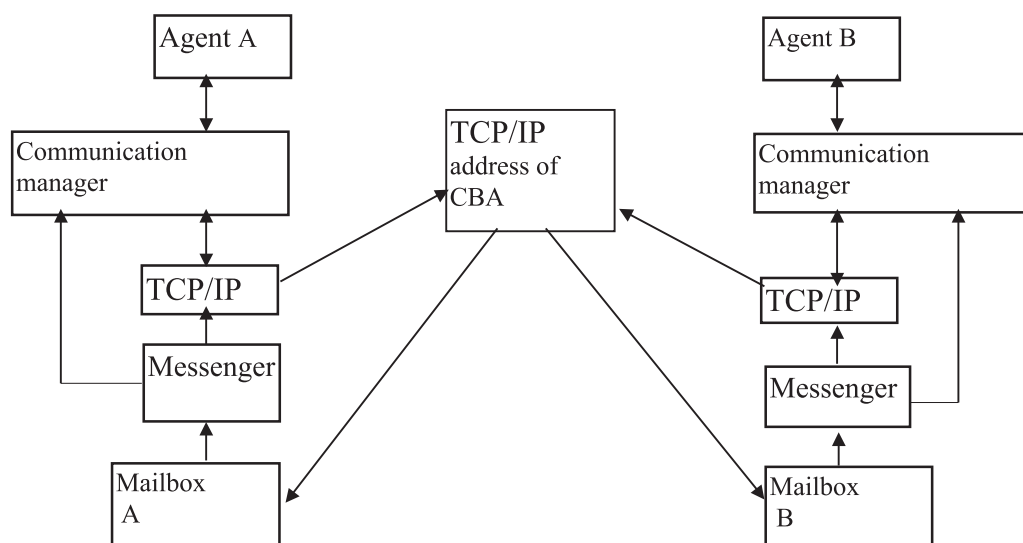 Agent A
Agent B
TCP/IP
address of
CBA
Communication
manager
Communication
manager
TCP/IP
TCP/IP
Messenger
Messenger
Mailbox
A
Mailbox
B